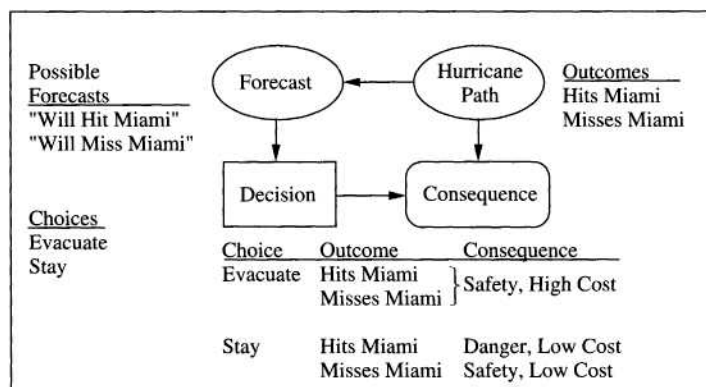 Possible
Forecasts
"Will Hit Miami"
"Will Miss Miami"
Forecast
Hurricane
Path
Outcomes
Hits Miami
Misses Miami
Choices
Evacuate
Stay
Decision
Consequence
Choice Outcome Consequence
Evacuate Hits Miami
Misses Miami
Safety, High Cost
Stay Hits Miami Danger, Low Cost
Misses Miami Safety, Low Cost